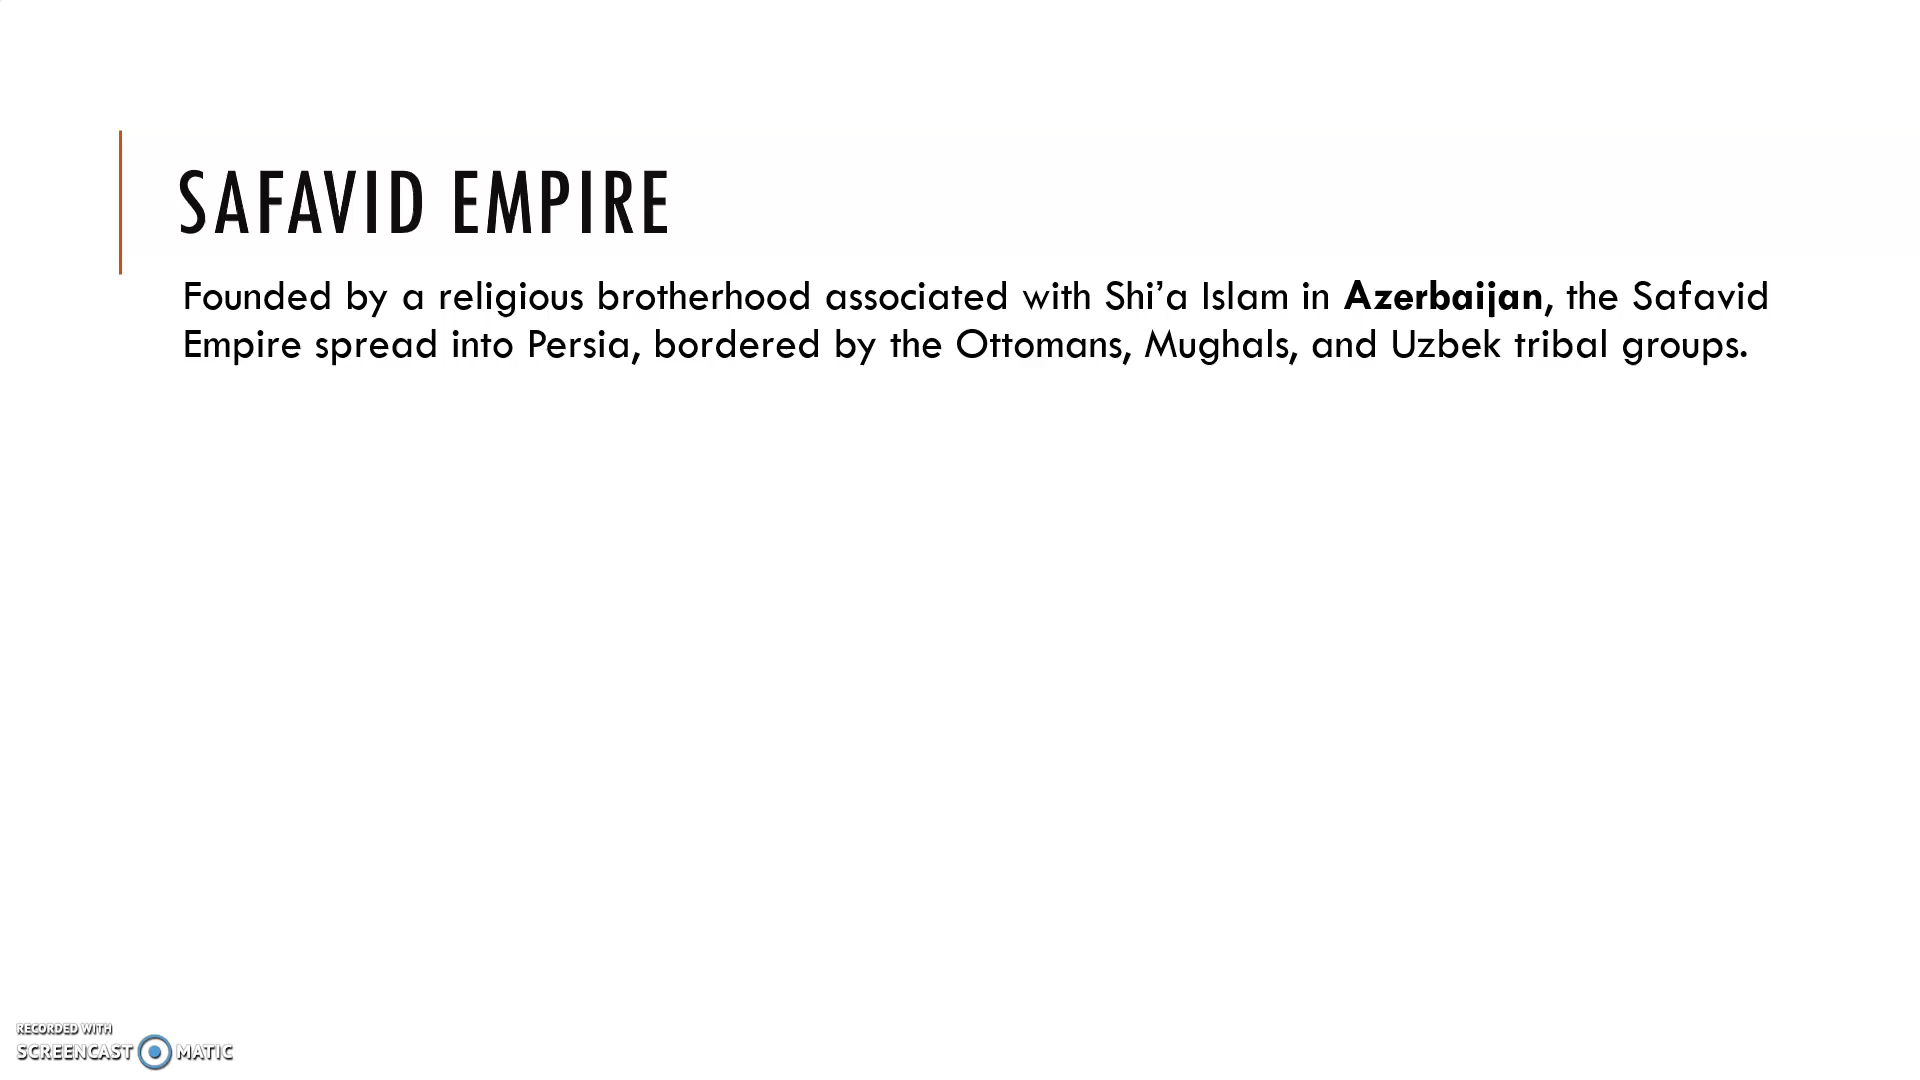 SAFAVID EMPIRE
Founded by a religious brotherhood associated with Shi’a Islam in Azerbaijan, the Safavid
Empire spread into Persia, bordered by the Ottomans, Mughals, and Uzbek tribal groups.
RECORDED WITH
SCREENCAST MATIC